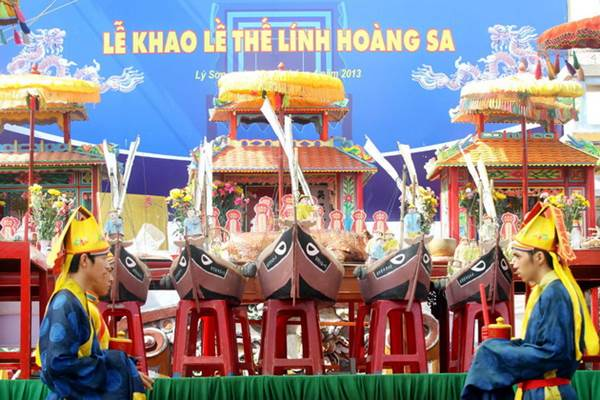 LỄ KHAO LỀ THẾ LÍNH HOÀNG SA
Lý Sơn 2013